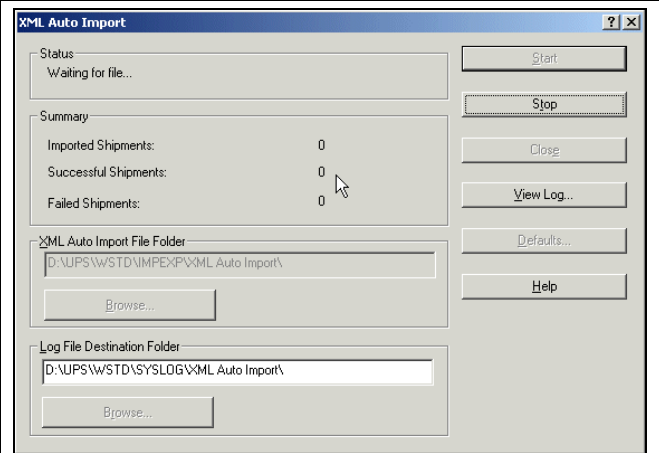 XML Auto Import
Status
Waiting for file...
Start
Stop
Summary
Imported Shipments: 0
Successful Shipments: 0
Failed Shipments: 0
Close
View Log...
Defaults...
Help
XML Auto Import File Folder
D:\UPS\WSTD\IMPEXP\XML Auto Import\
Browse...
Log File Destination Folder
D:\UPS\WSTD\SYSLOG\XML Auto Import\
Browse...